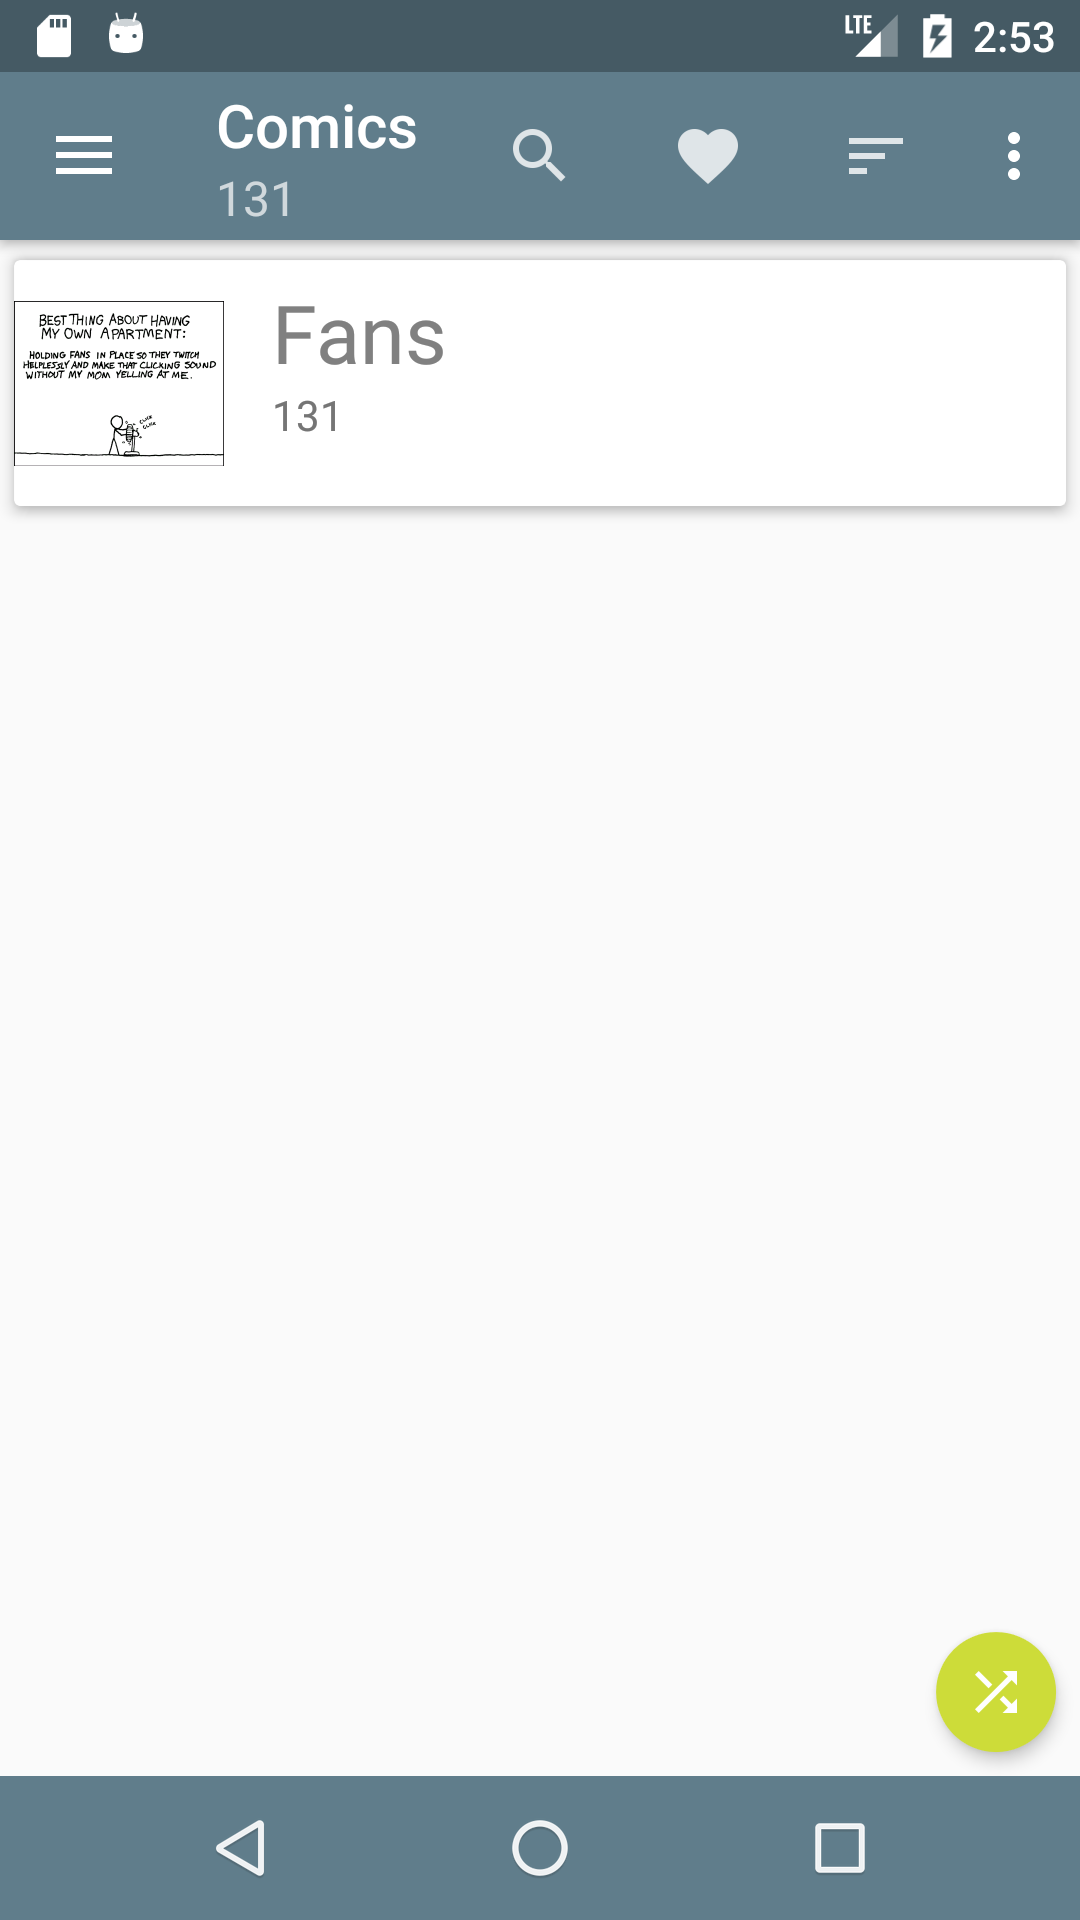 LTE 2:53
Comics
131
BEST THING ABOUT HAVING
MY OWN APARTMENT:
HOLDING FANS IN PLACE SO THEY TWITCH
HELPLESSLY AND MAKE THAT CLICKING SOUND
WITHOUT MY MOM YELLING AT ME.
CLICK
CLICK
Fans
131